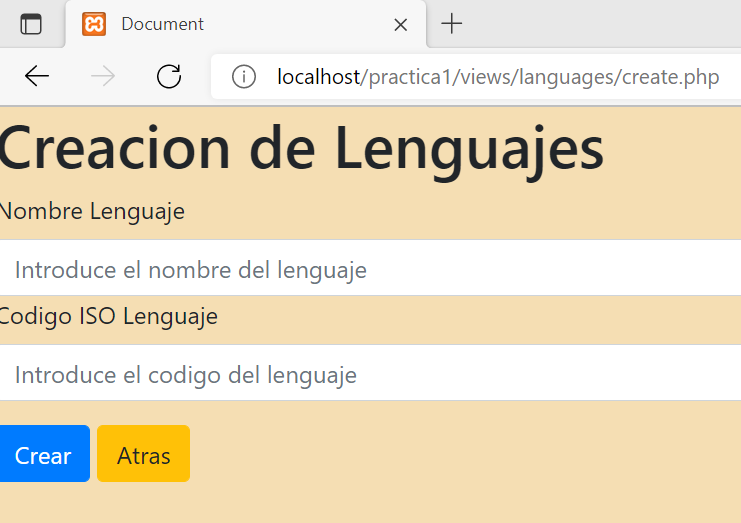 Document
localhost/practica1/views/languages/create.php
Creacion de Lenguajes
Nombre Lenguaje
Introduce el nombre del lenguaje
Codigo ISO Lenguaje
Introduce el codigo del lenguaje
Crear Atras